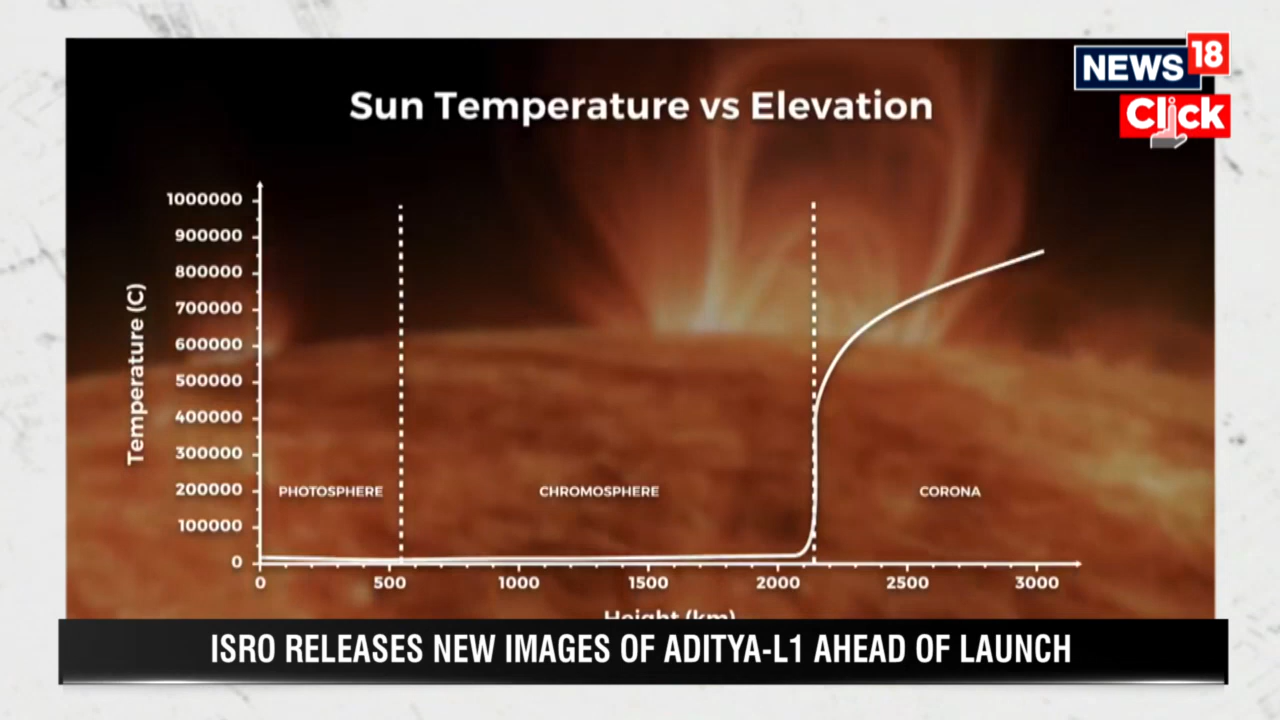 NEWS 18
Click
Sun Temperature vs Elevation
Temperature (C)
1000000
900000
800000
700000
600000
500000
400000
300000
200000
100000
0
PHOTOSPHERE
CHROMOSPHERE
CORONA
0 500 1000 1500 2000 2500 3000
Height (km)
ISRO RELEASES NEW IMAGES OF ADITYA-L1 AHEAD OF LAUNCH